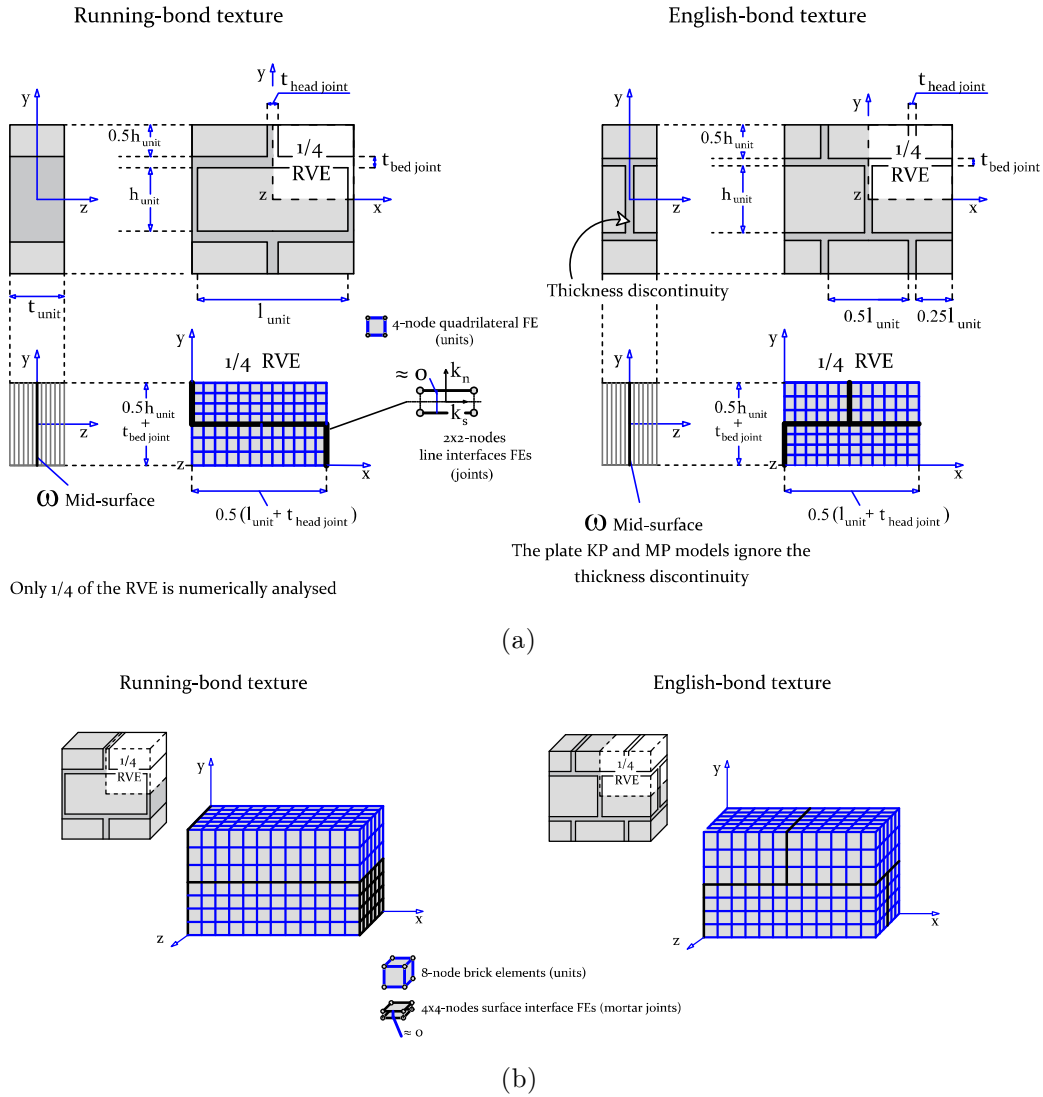 Running-bond texture
English-bond texture
y
y
t head joint
0.5h unit
1/4
RVE
t bed joint
h unit
z
z
x
t unit
l unit
y
y
t head joint
0.5h unit
1/4
RVE
t bed joint
h unit
z
z
x
Thickness discontinuity
0.5l unit
0.25l unit
4-node quadrilateral FE
(units)
y
y
1/4 RVE
≈ 0
k n
k s
0.5h unit
+
t bed joint
z
z
x
2x2-nodes
line interfaces FEs
(joints)
ω Mid-surface
0.5 (l unit + t head joint )
y
y
1/4 RVE
0.5h unit
+
t bed joint
z
z
x
ω Mid-surface
0.5 (l unit + t head joint )
The plate KP and MP models ignore the
thickness discontinuity
Only 1/4 of the RVE is numerically analysed
(a)
Running-bond texture
English-bond texture
1/4
RVE
y
x
z
1/4
RVE
y
x
z
8-node brick elements (units)
4x4-nodes surface interface FEs (mortar joints)
≈ 0
(b)